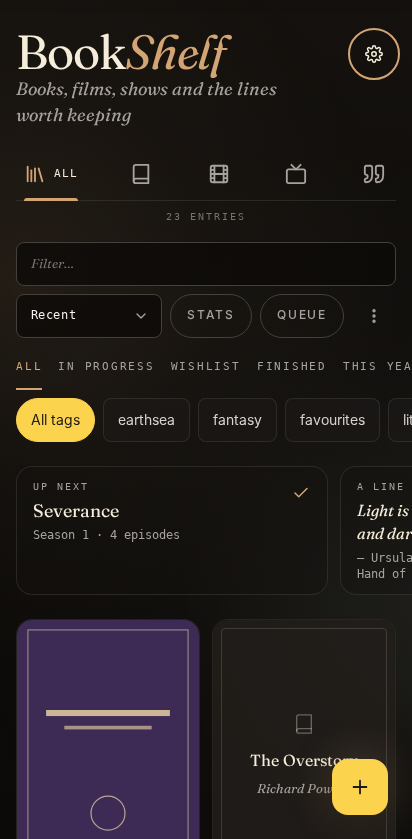 BookShelf
Books, films, shows and the lines
worth keeping
ALL
23 ENTRIES
Filter...
Recent
STATS
QUEUE
ALL
IN PROGRESS
WISHLIST
FINISHED
THIS YEA
All tags
earthsea
fantasy
favourites
UP NEXT
Severance
Season 1 · 4 episodes
A LINE
Light is
and dar
— Ursula
Hand of
The Overstory
Richard Pow